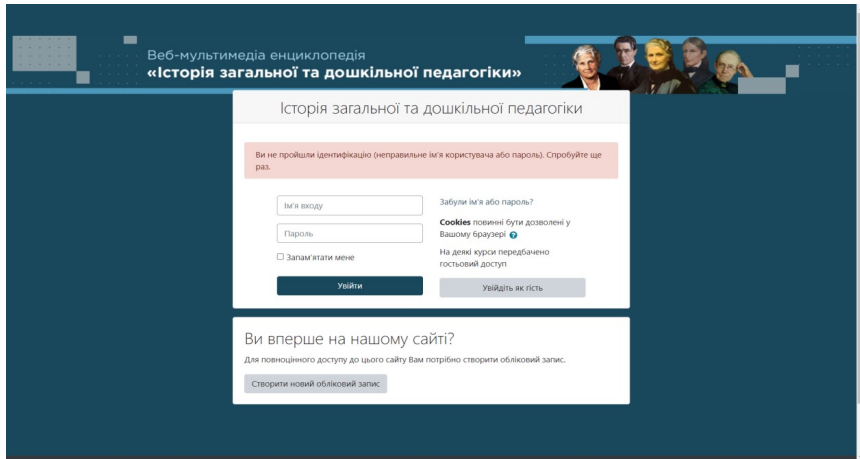 Веб-мультимедіа енциклопедія
«Історія загальної та дошкільної педагогіки»
Історія загальної та дошкільної педагогіки
Ви не пройшли ідентифікацію (неправильне ім'я користувача або пароль). Спробуйте ще
раз.
Ім'я входу
Пароль
Запам'ятати мене
Увійти
Забули ім'я або пароль?
Cookies повинні бути дозволені у
Вашому браузері
На деякі курси передбачено
гостьовий доступ
Увійдіть як гість
Ви вперше на нашому сайті?
Для повноцінного доступу до цього сайту Вам потрібно створити обліковий запис.
Створити новий обліковий запис